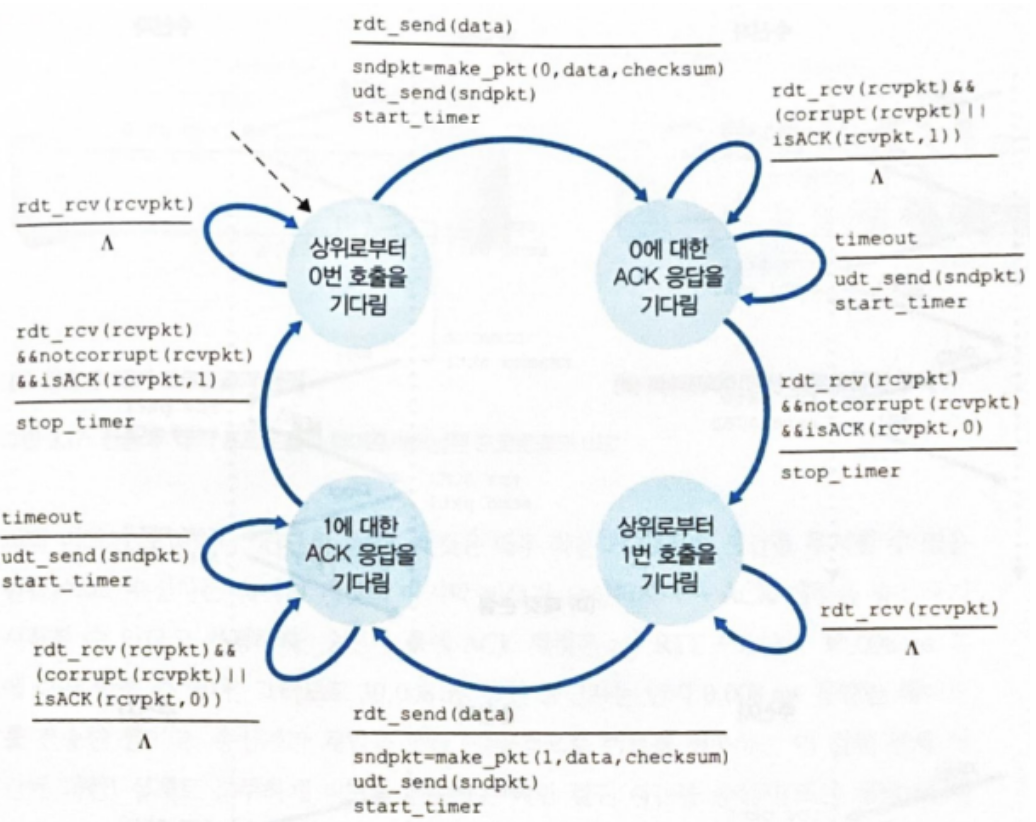 rdt_send(data)
sndpkt=make_pkt(0,data,checksum)
udt_send(sndpkt)
start_timer
rdt_rcv(rcvpkt)&&
(corrupt(rcvpkt)||
isACK(rcvpkt,1))
Λ
rdt_rcv(rcvpkt)
Λ
상위로부터
0번 호출을
기다림
0에 대한
ACK 응답을
기다림
timeout
udt_send(sndpkt)
start_timer
rdt_rcv(rcvpkt)
&&notcorrupt(rcvpkt)
&&isACK(rcvpkt,1)
stop_timer
rdt_rcv(rcvpkt)
&&notcorrupt(rcvpkt)
&&isACK(rcvpkt,0)
stop_timer
timeout
udt_send(sndpkt)
start_timer
1에 대한
ACK 응답을
기다림
상위로부터
1번 호출을
기다림
rdt_rcv(rcvpkt)
Λ
rdt_rcv(rcvpkt)&&
(corrupt(rcvpkt)||
isACK(rcvpkt,0))
Λ
rdt_send(data)
sndpkt=make_pkt(1,data,checksum)
udt_send(sndpkt)
start_timer